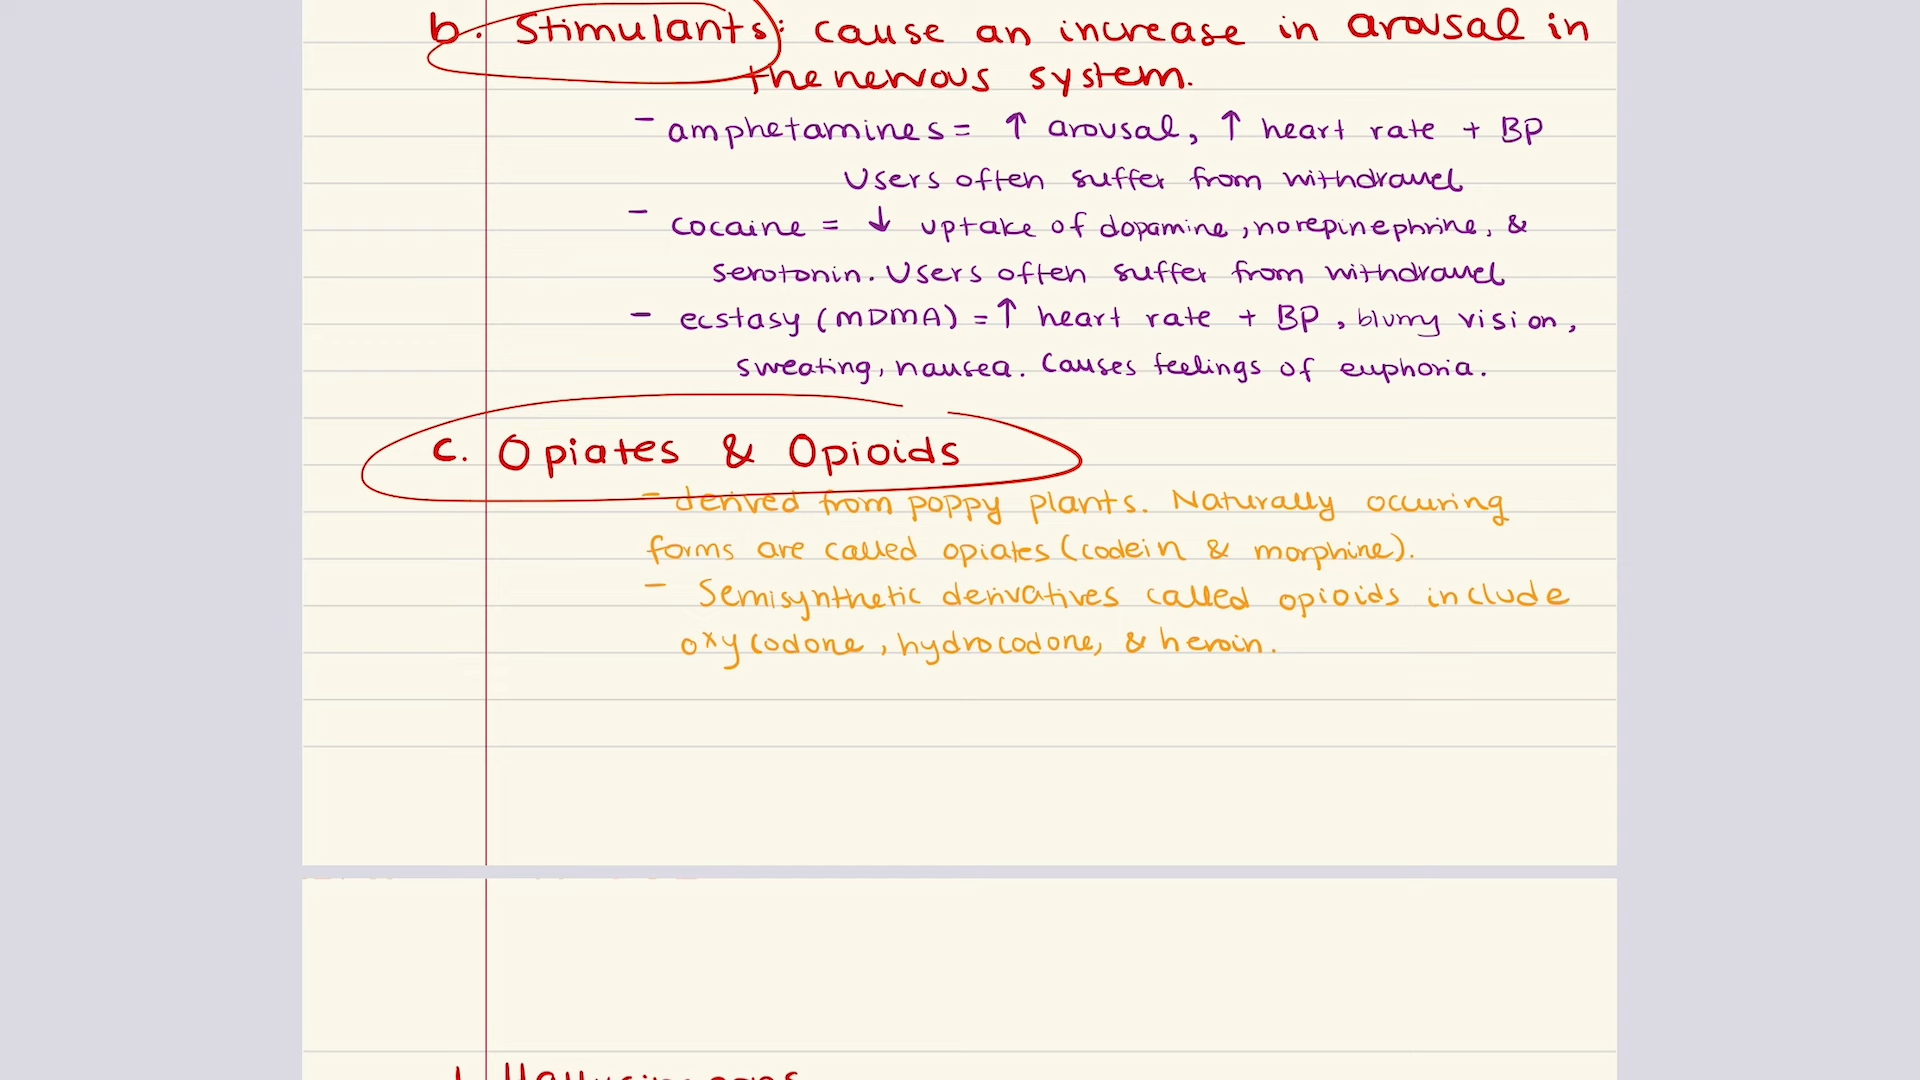 b. Stimulants: cause an increase in arousal in
the nervous system.
- amphetamines = ↑ arousal, ↑ heart rate + BP
Users often suffer from withdrawel
- cocaine = ↓ uptake of dopamine, norepinephrine, &
serotonin. Users often suffer from withdrawel
- ecstasy (MDMA) = ↑ heart rate + BP, blurry vision,
sweating, nausea. Causes feelings of euphoria.
c. Opiates & Opioids
- derived from poppy plants. Naturally occuring
forms are called opiates (codein & morphine).
- Semisynthetic derivatives called opioids include
oxycodone, hydrocodone, & heroin.
d. Hallucinogens